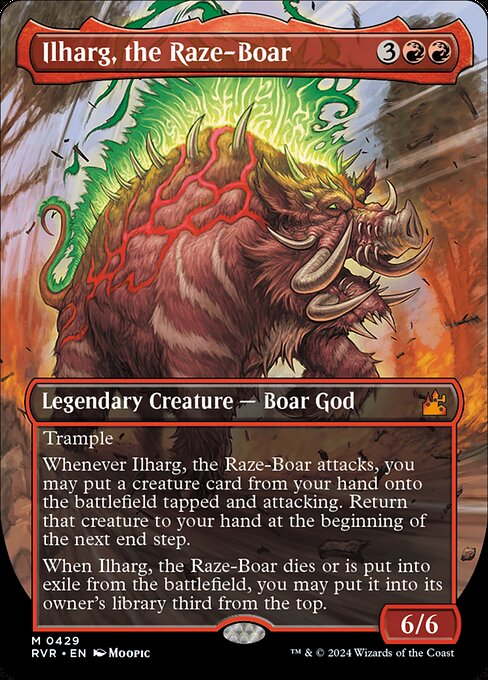 Ilharg, the Raze-Boar 3
Legendary Creature — Boar God
Trample
Whenever Ilharg, the Raze-Boar attacks, you
may put a creature card from your hand onto
the battlefield tapped and attacking. Return
that creature to your hand at the beginning of
the next end step.
When Ilharg, the Raze-Boar dies or is put into
exile from the battlefield, you may put it into its
owner's library third from the top.
6/6
M 0429
RVR • EN Moopic
™ & © 2024 Wizards of the Coast